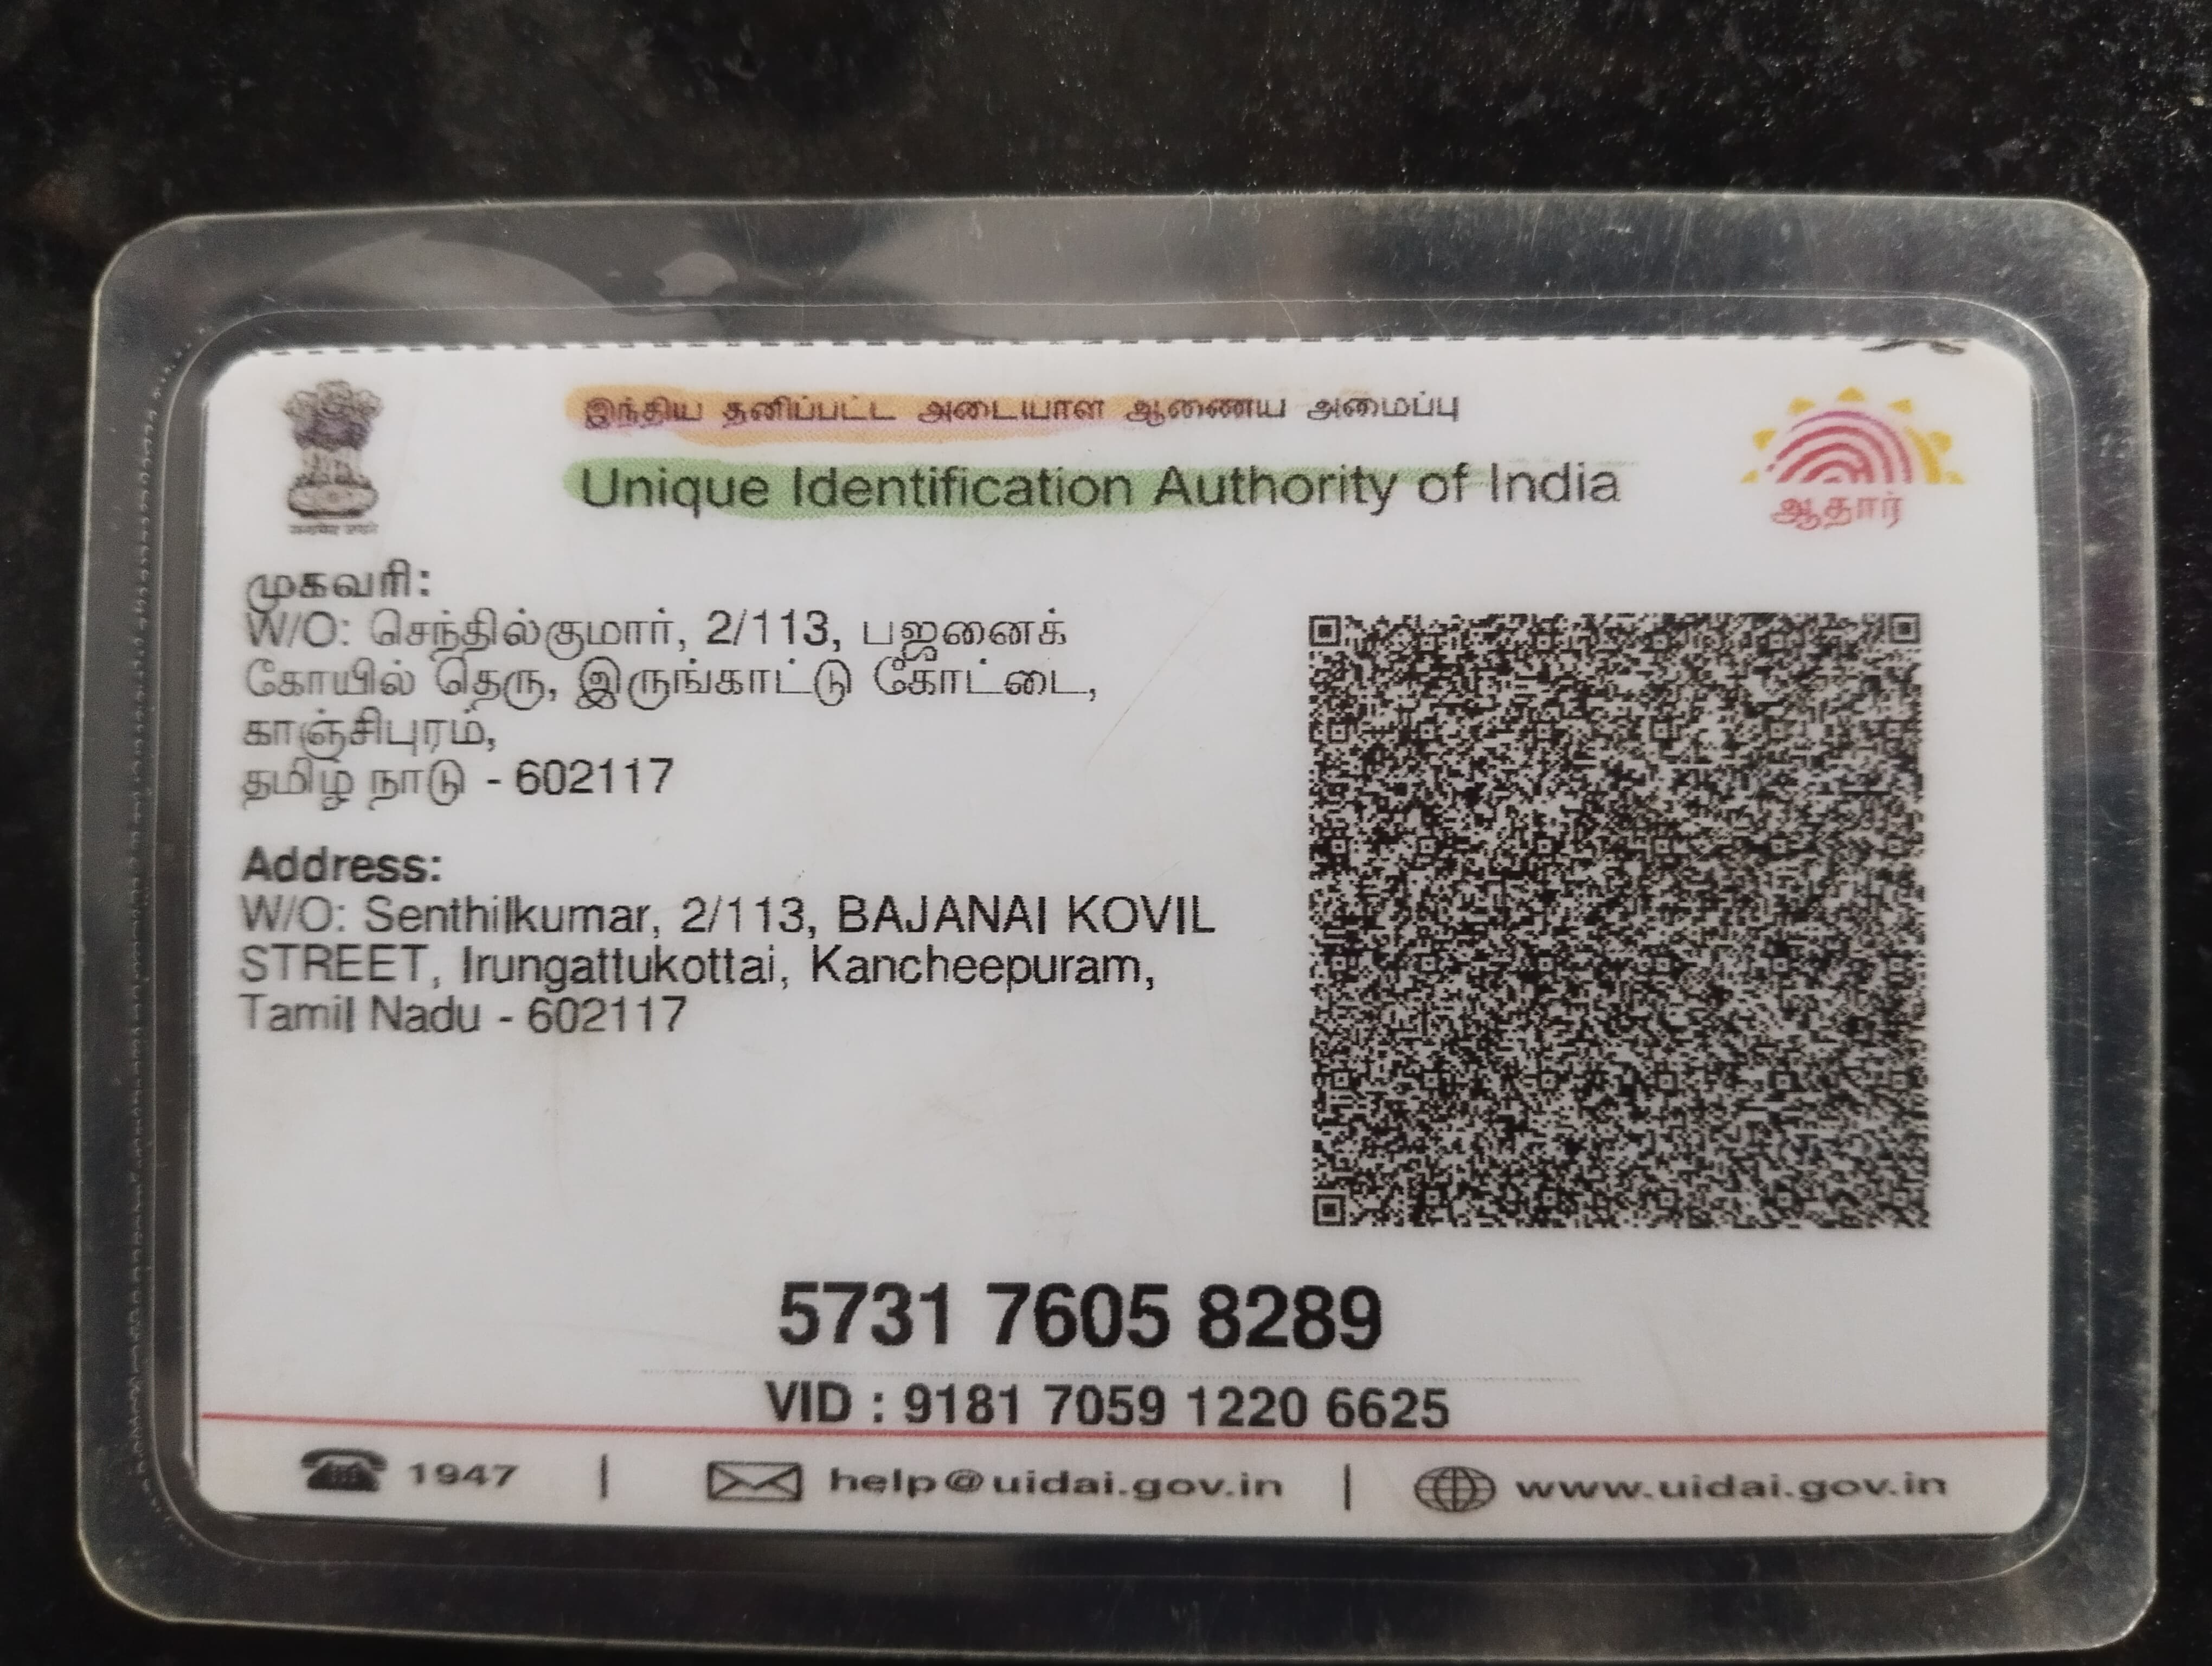 இந்திய தனிப்பட்ட அடையாள ஆணைய அமைப்பு
Unique Identification Authority of India
ஆதார்
முகவரி:
W/O: செந்தில்குமார், 2/113, பஜனைக்
கோயில் தெரு, இருங்காட்டு கோட்டை,
காஞ்சிபுரம்,
தமிழ் நாடு - 602117
Address:
W/O: Senthilkumar, 2/113, BAJANAI KOVIL
STREET, Irungattukottai, Kancheepuram,
Tamil Nadu - 602117
5731 7605 8289
VID : 9181 7059 1220 6625
1947 | help@uidai.gov.in | www.uidai.gov.in